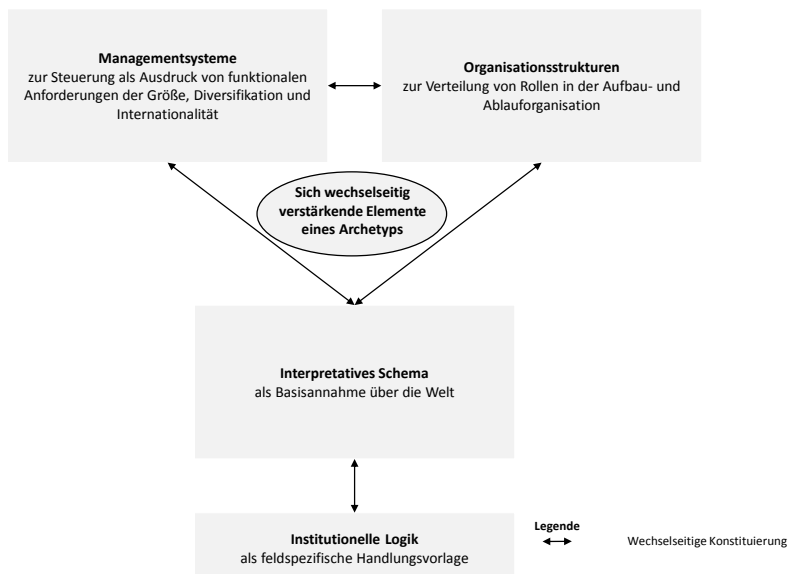 Managementsysteme
zur Steuerung als Ausdruck von funktionalen
Anforderungen der Größe, Diversifikation und
Internationalität
Organisationsstrukturen
zur Verteilung von Rollen in der Aufbau- und
Ablauforganisation
Sich wechselseitig
verstärkende Elemente
eines Archetyps
Interpretatives Schema
als Basisannahme über die Welt
Institutionelle Logik
als feldspezifische Handlungsvorlage
Legende
Wechselseitige Konstituierung